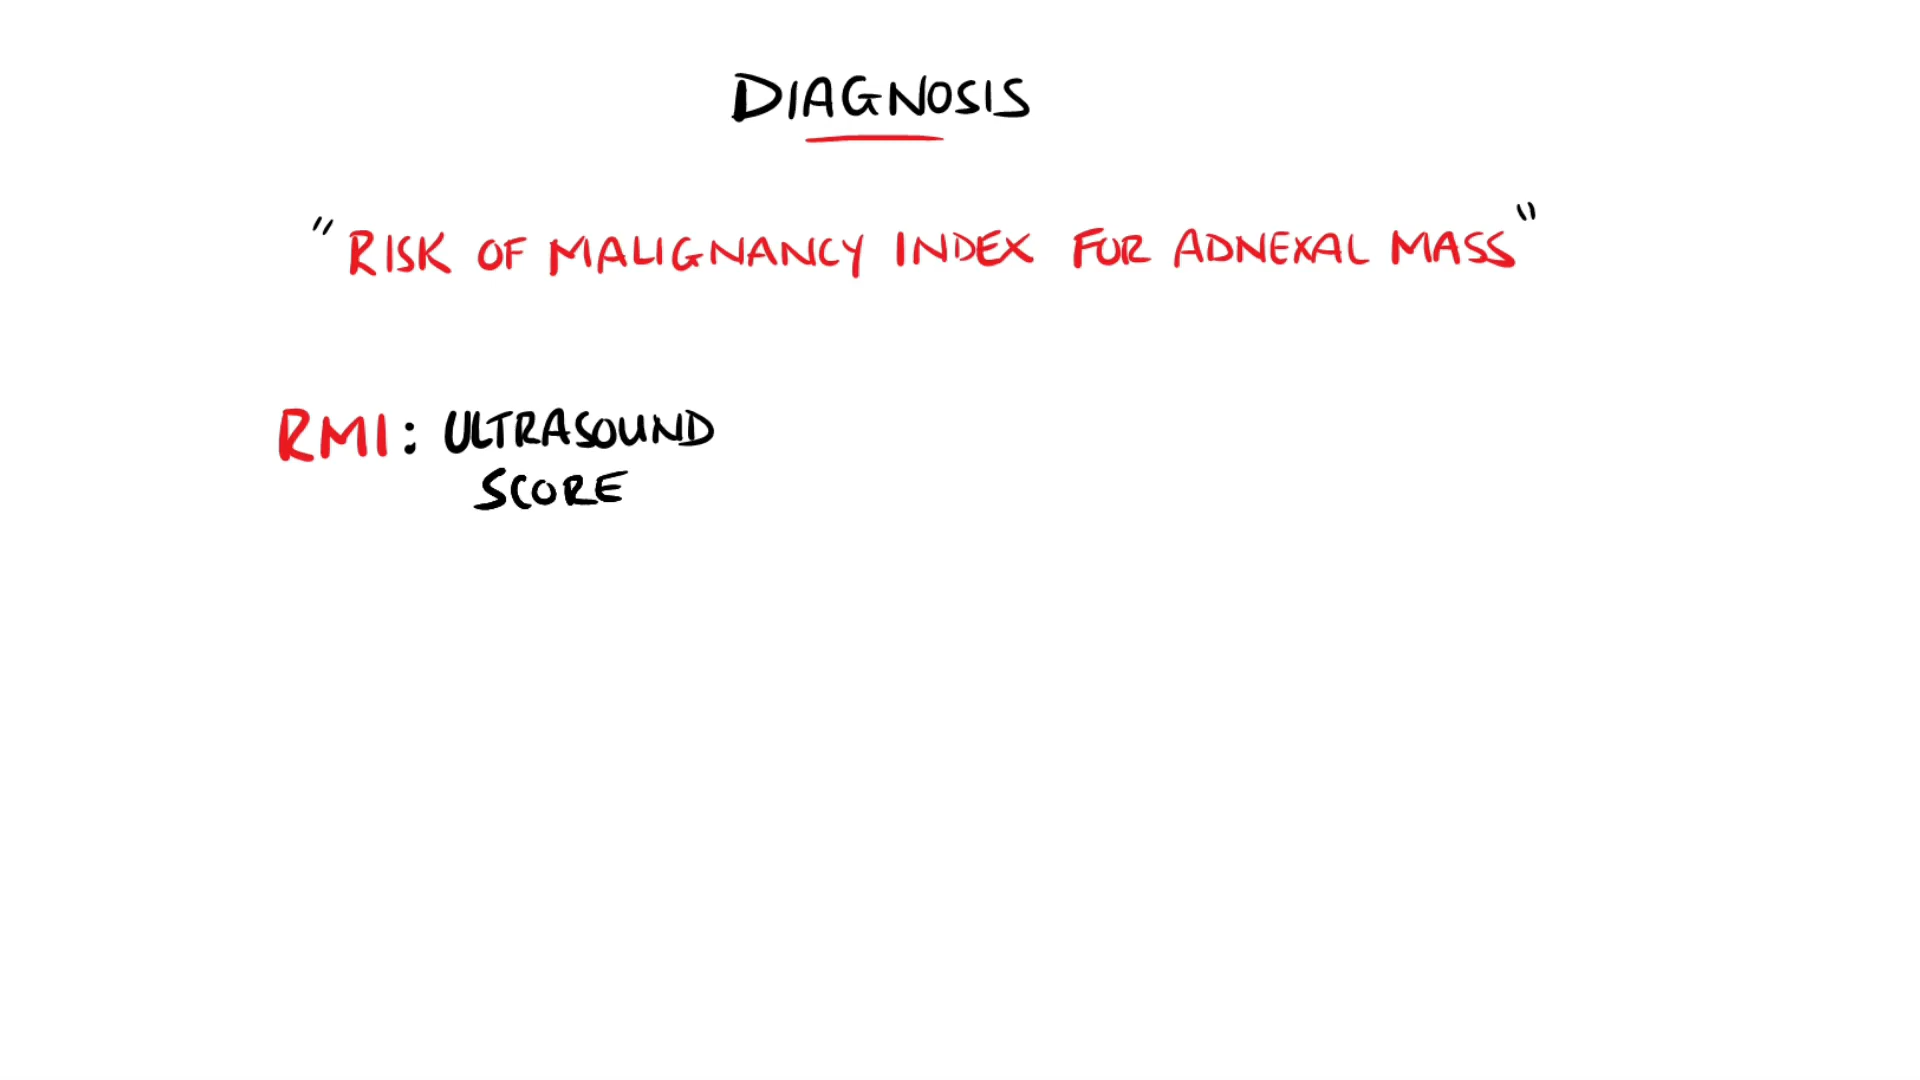 DIAGNOSIS
"RISK OF MALIGNANCY INDEX FOR ADNEXAL MASS"
RMI: ULTRASOUND
SCORE